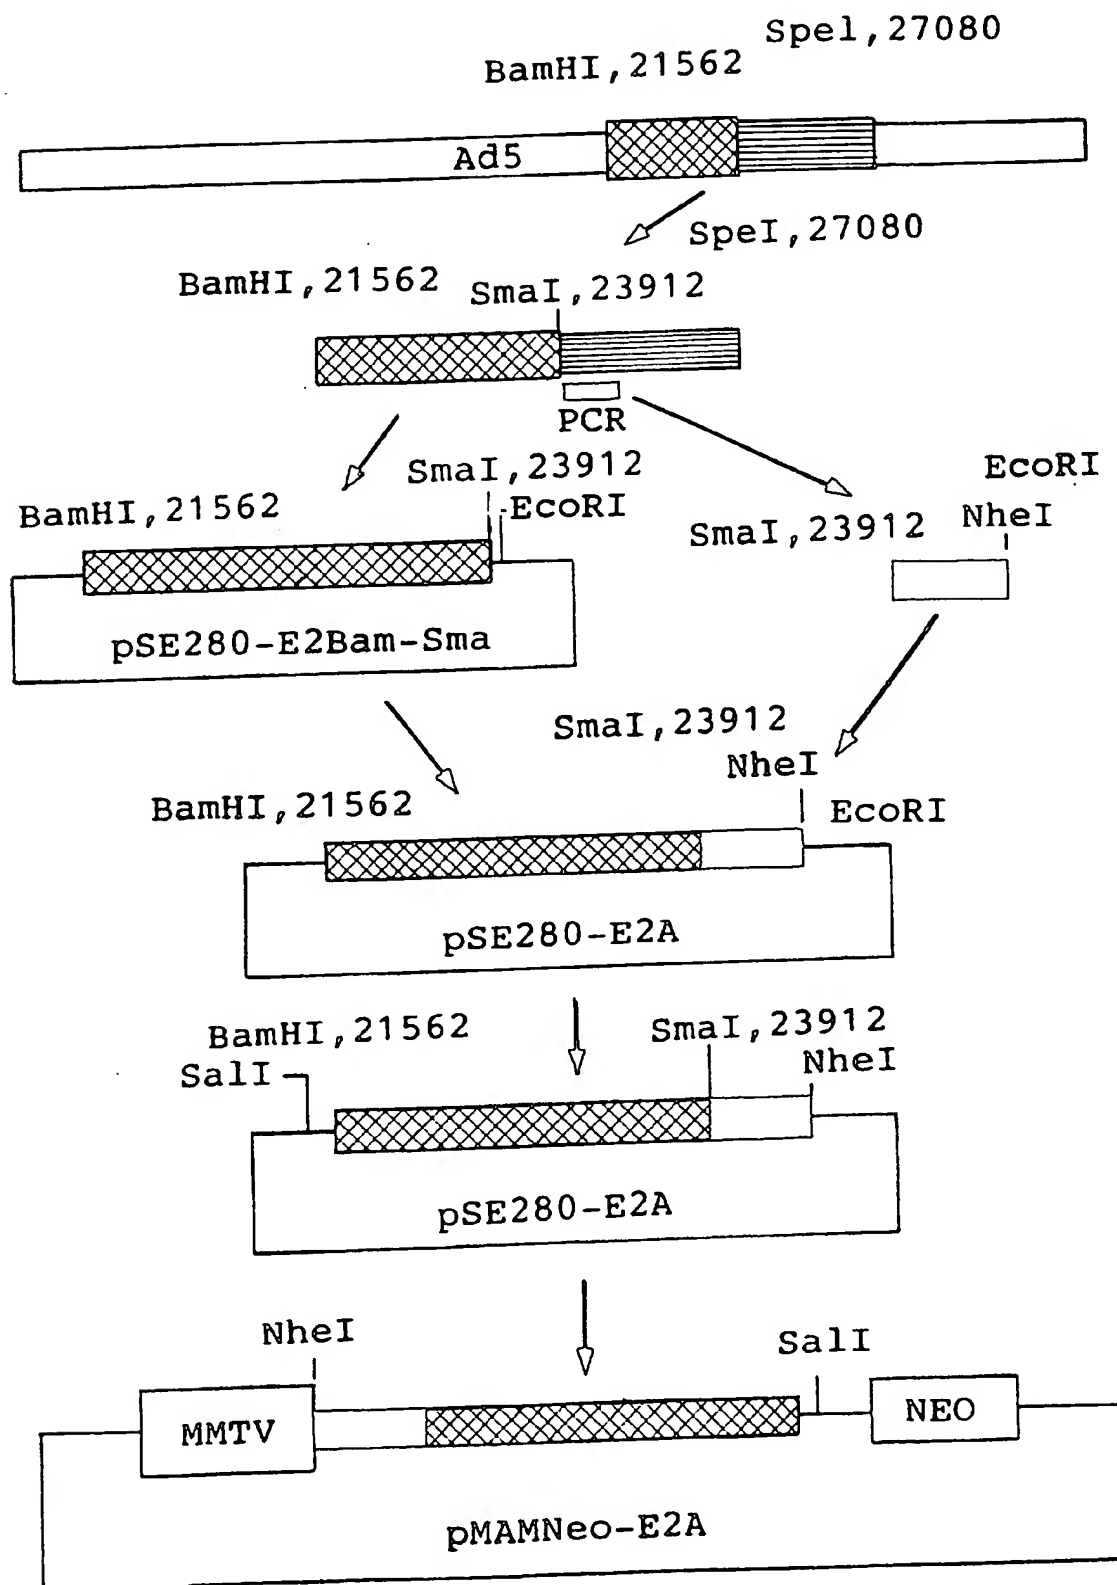 Spel,27080
BamHI,21562
Ad5
SpeI,27080
BamHI,21562
SmaI,23912
PCR
SmaI,23912
EcoRI
BamHI,21562
EcoRI
NheI
SmaI,23912
pSE280-E2Bam-Sma
SmaI,23912
NheI
BamHI,21562
EcoRI
pSE280-E2A
BamHI,21562
SmaI,23912
SalI
NheI
pSE280-E2A
NheI
SalI
MMTV
NEO
pMAMNeo-E2A